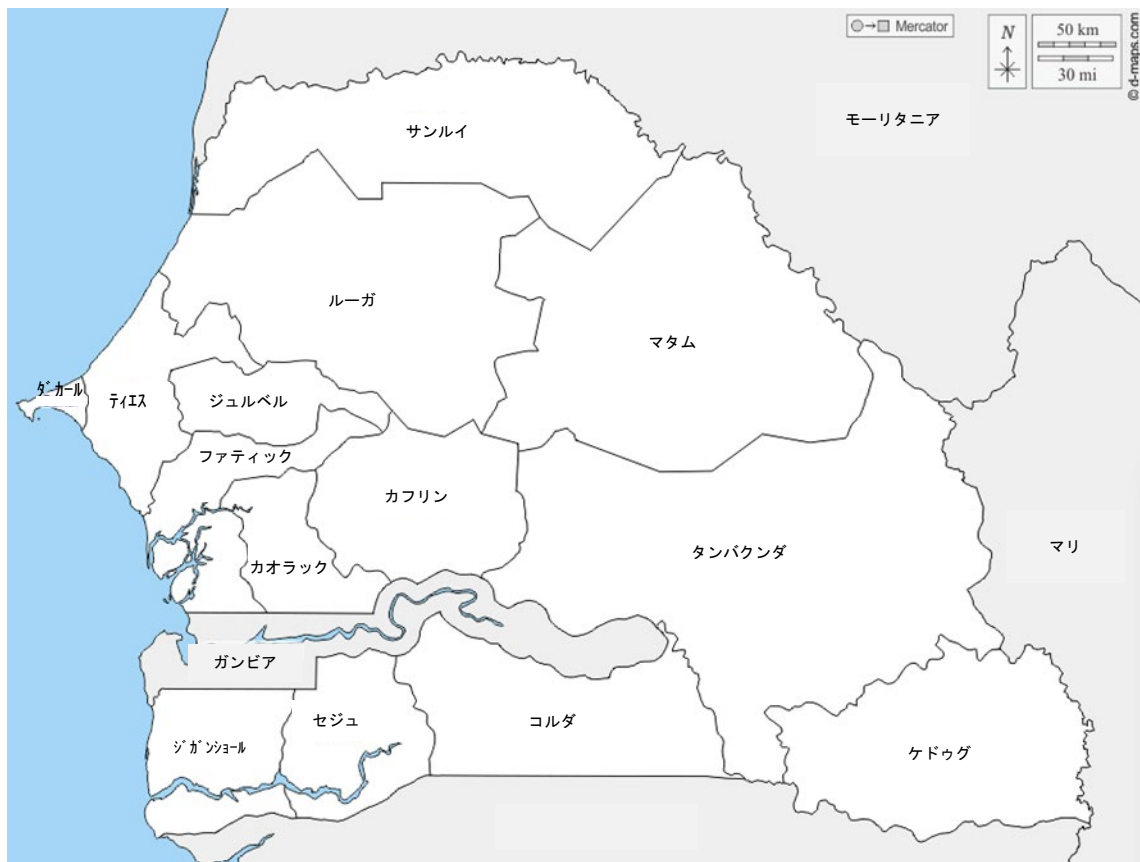 ○→□ Mercator
N
50 km
30 mi
© d-maps.com
モーリタニア
サンルイ
ルーガ
マタム
ﾀﾞｶｰﾙ
ﾃｨｴｽ
ジュルベル
ファティック
カフリン
タンバクンダ
マリ
カオラック
ガンビア
セジュ
コルダ
ｼﾞｶﾞﾝｼｮｰﾙ
ケドゥグ